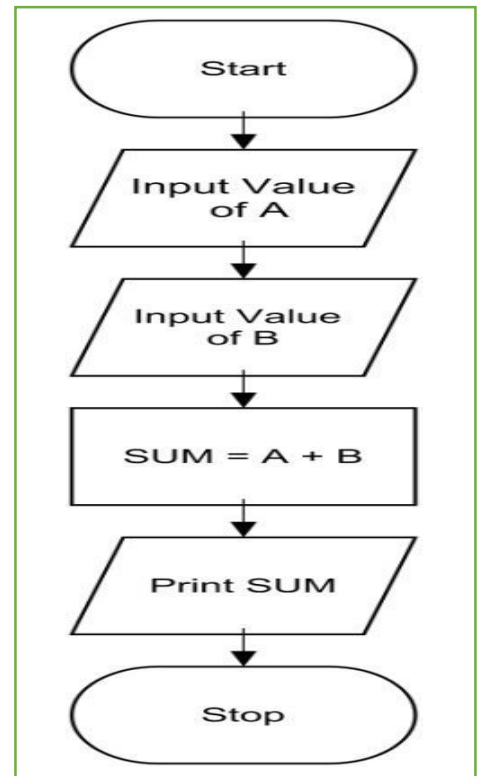 Start
Input Value
of A
Input Value
of B
SUM = A + B
Print SUM
Stop